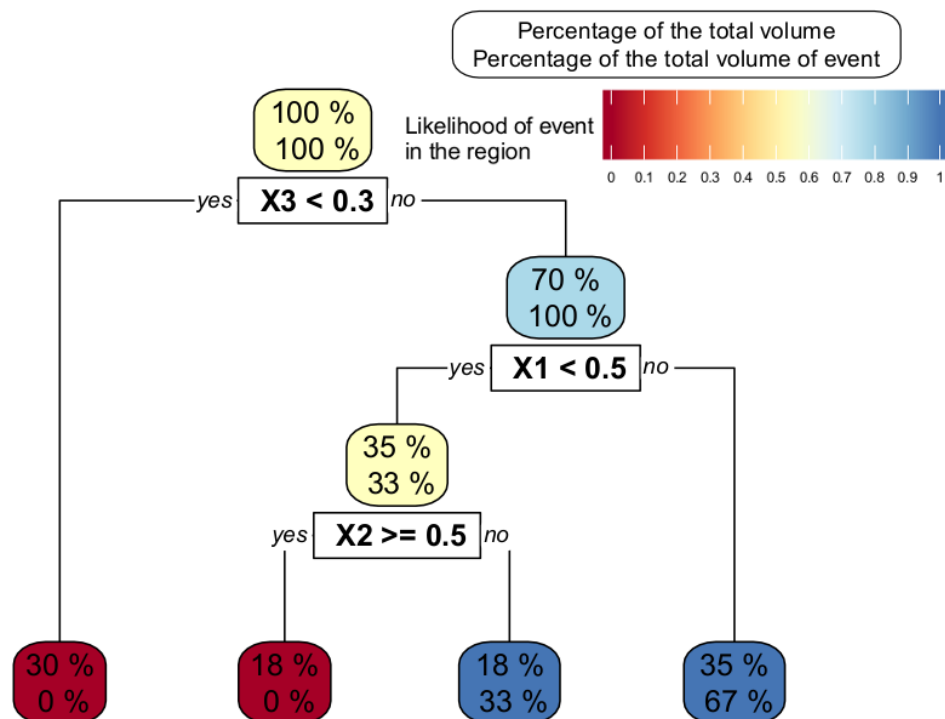 Percentage of the total volume
Percentage of the total volume of event
100 %
100 %
Likelihood of event
in the region
0 0.1 0.2 0.3 0.4 0.5 0.6 0.7 0.8 0.9 1
yes X3 < 0.3 no
70 %
100 %
yes X1 < 0.5 no
35 %
33 %
yes X2 >= 0.5 no
30 %
0 %
18 %
0 %
18 %
33 %
35 %
67 %